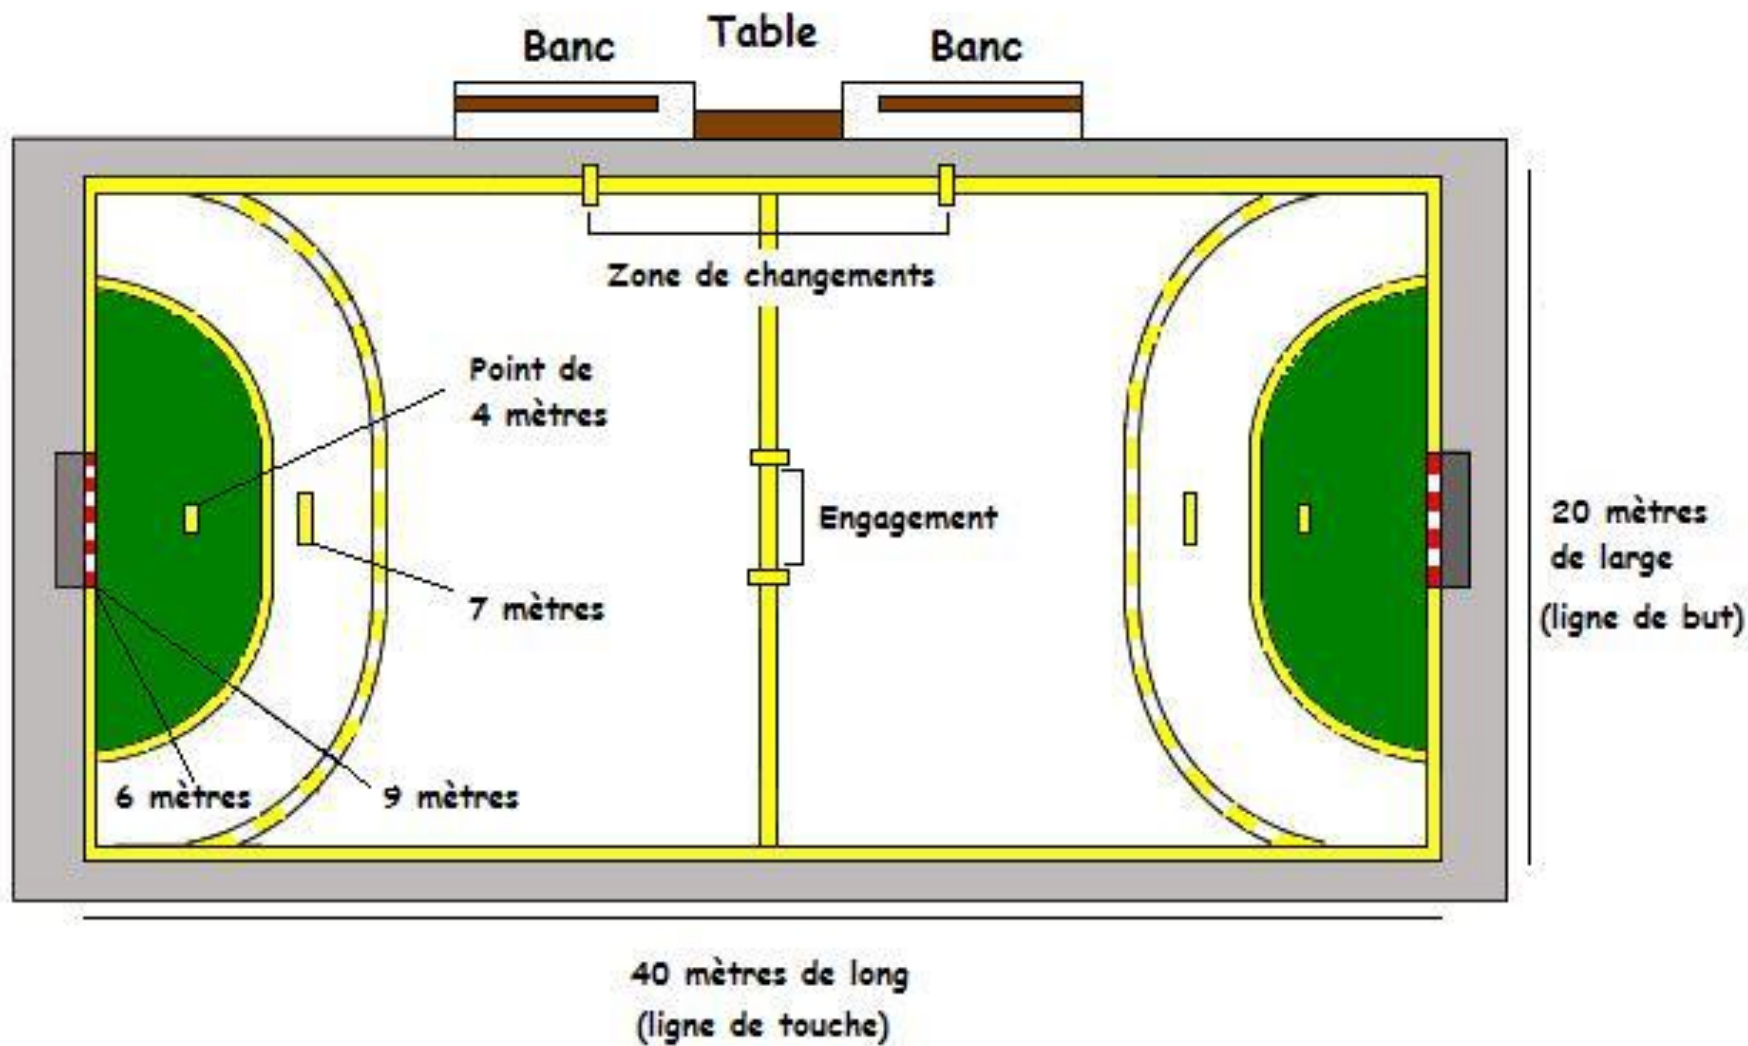 Banc
Table
Banc
Zone de changements
Point de
4 mètres
Engagement
20 mètres
de large
(ligne de but)
7 mètres
6 mètres
9 mètres
40 mètres de long
(ligne de touche)